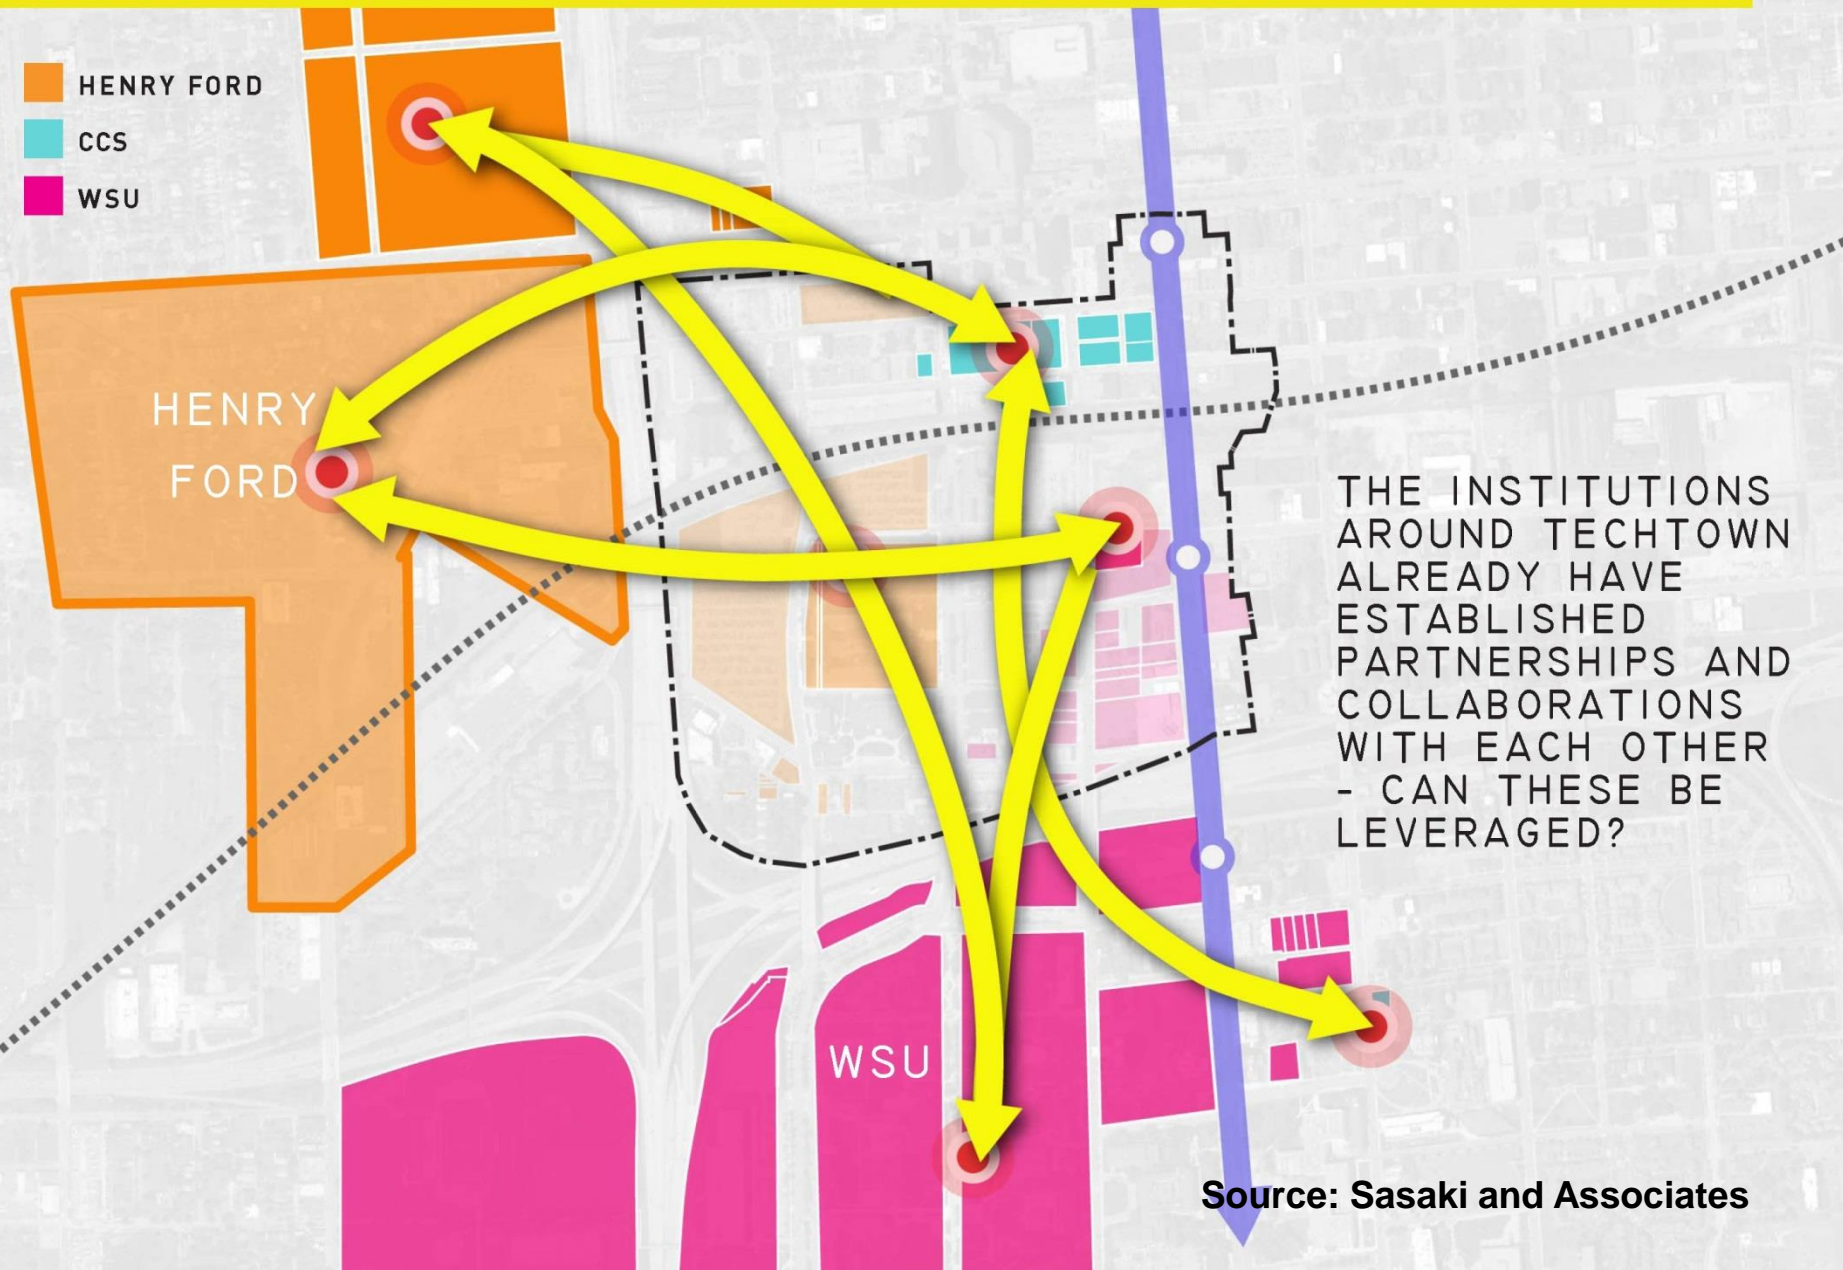 HENRY FORD
CCS
WSU
HENRY
FORD
THE INSTITUTIONS
AROUND TECHTOWN
ALREADY HAVE
ESTABLISHED
PARTNERSHIPS AND
COLLABORATIONS
WITH EACH OTHER
- CAN THESE BE
LEVERAGED?
WSU
Source: Sasaki and Associates